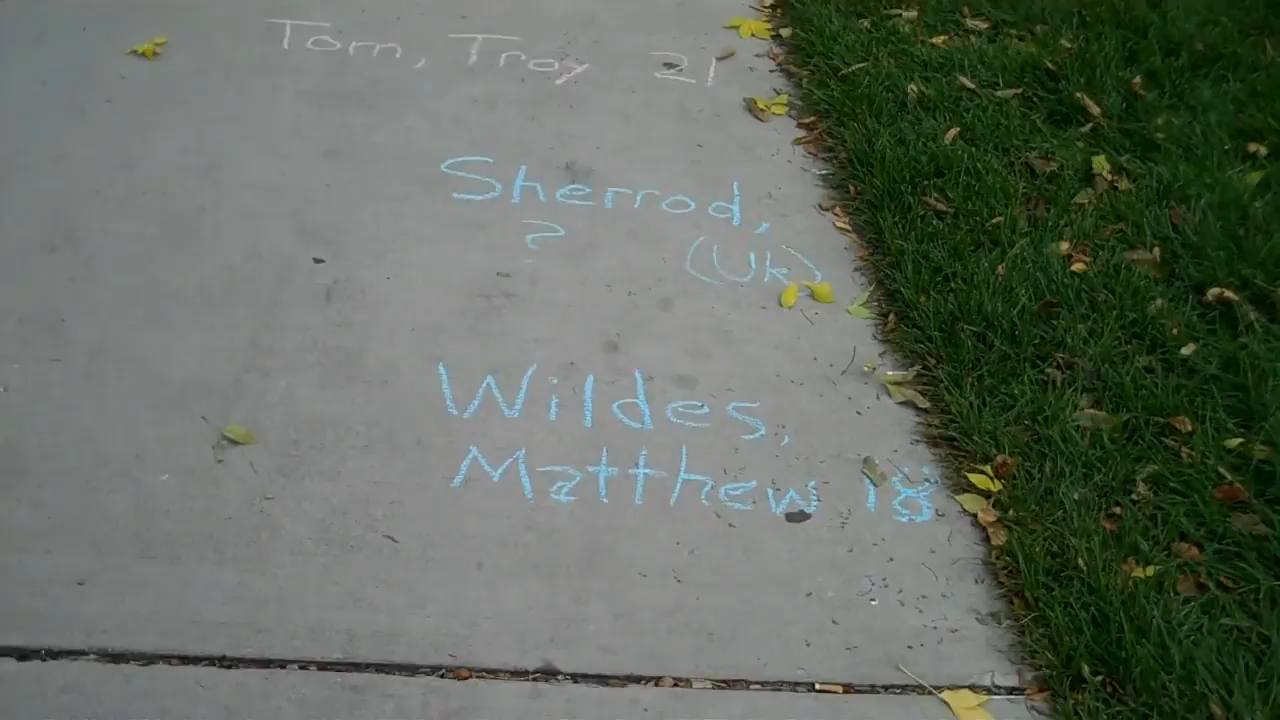 Tom, Troy 21
Sherrod,
? (Uk)
Wildes,
Matthew 18